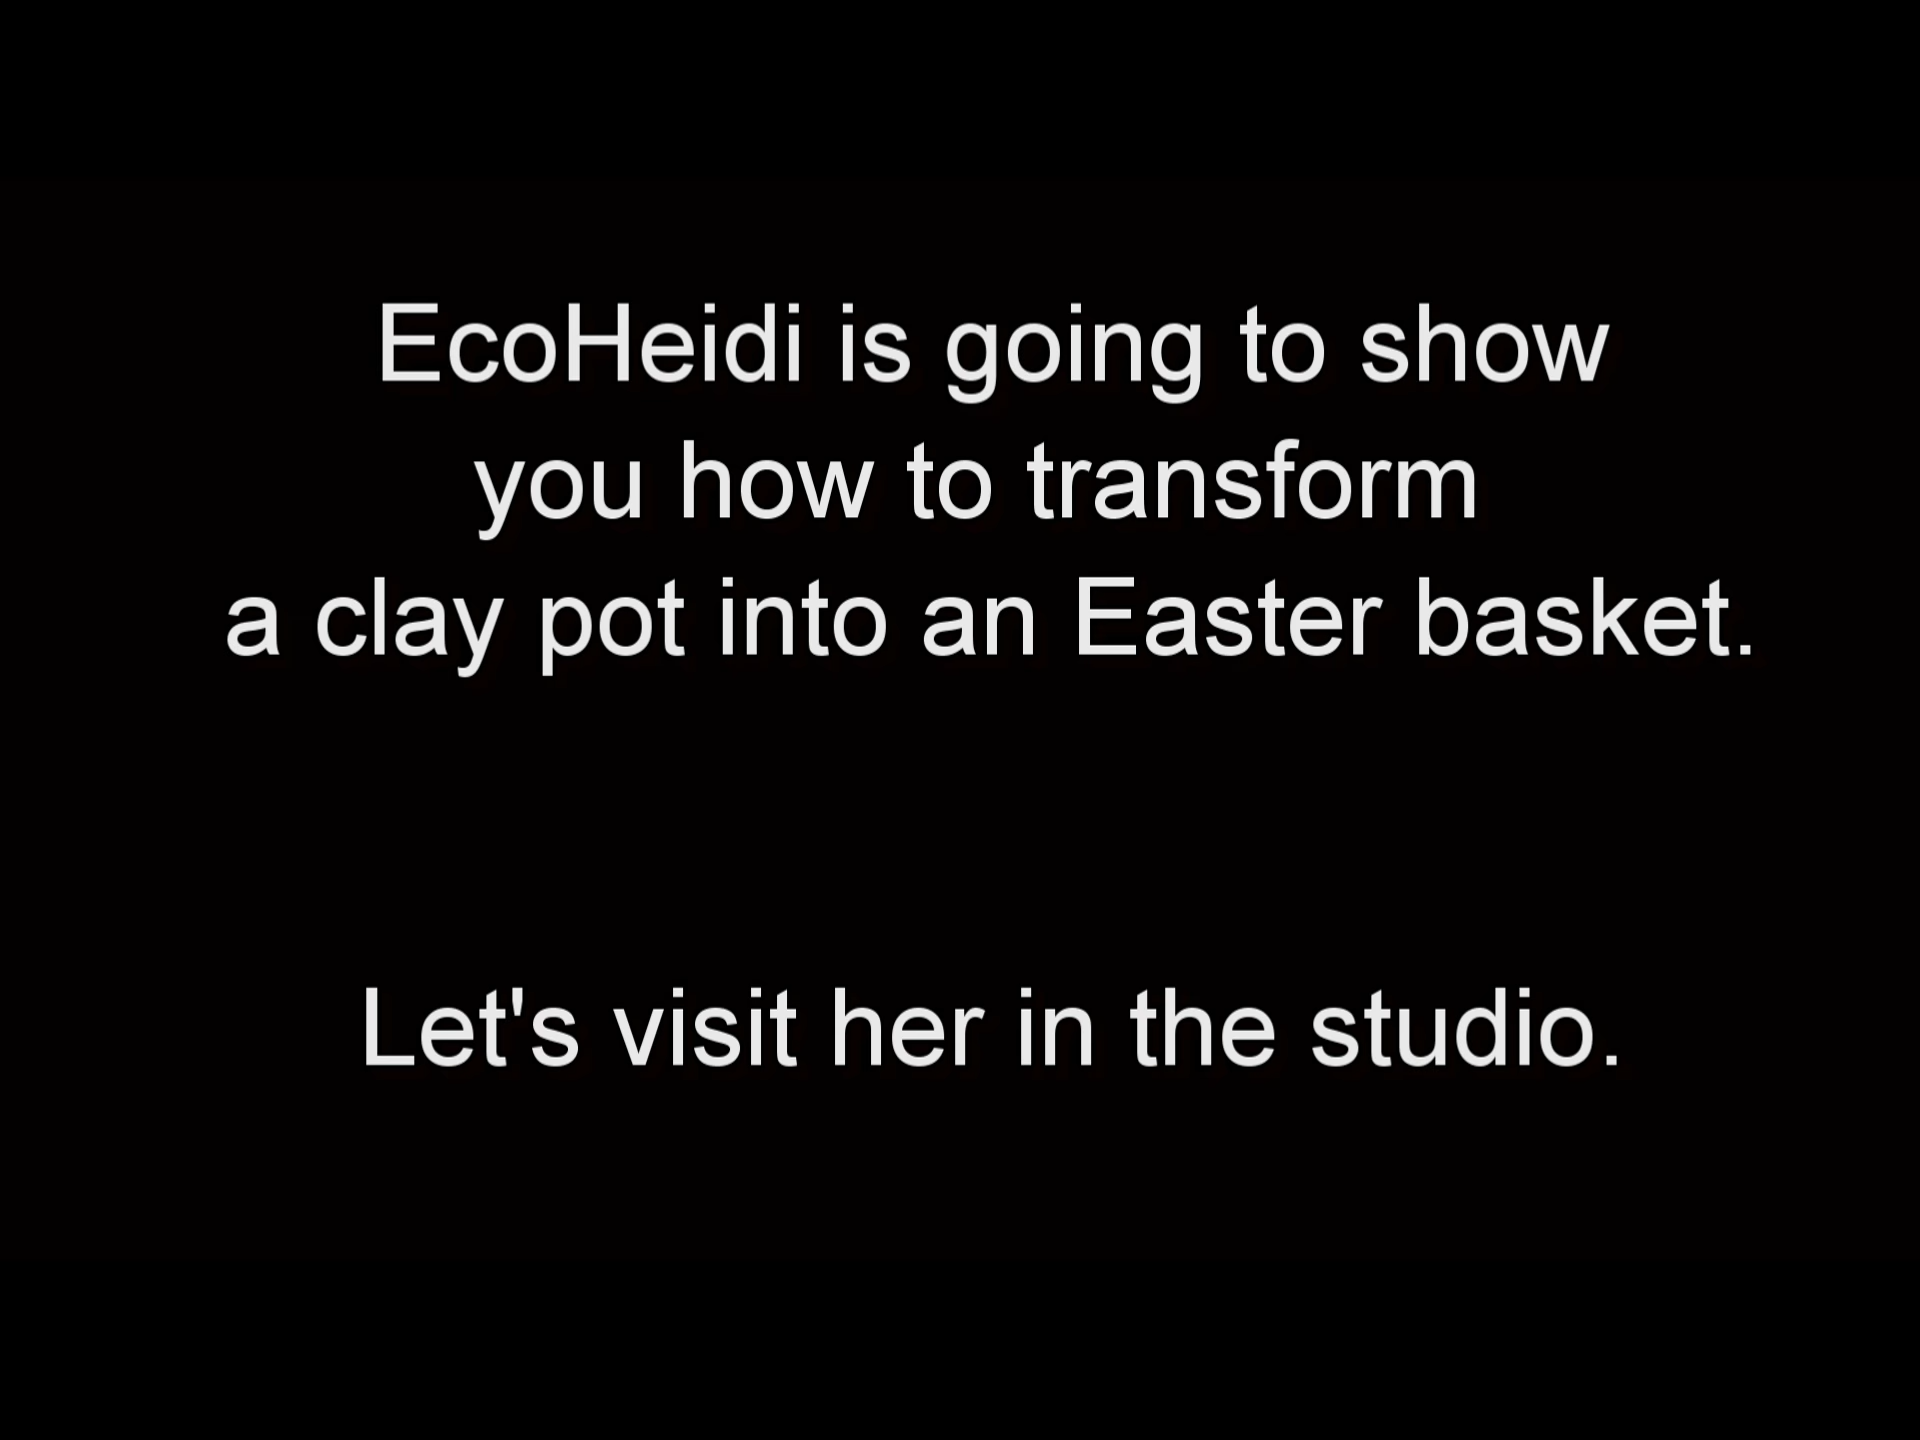 EcoHeidi is going to show
you how to transform
a clay pot into an Easter basket.
Let's visit her in the studio.